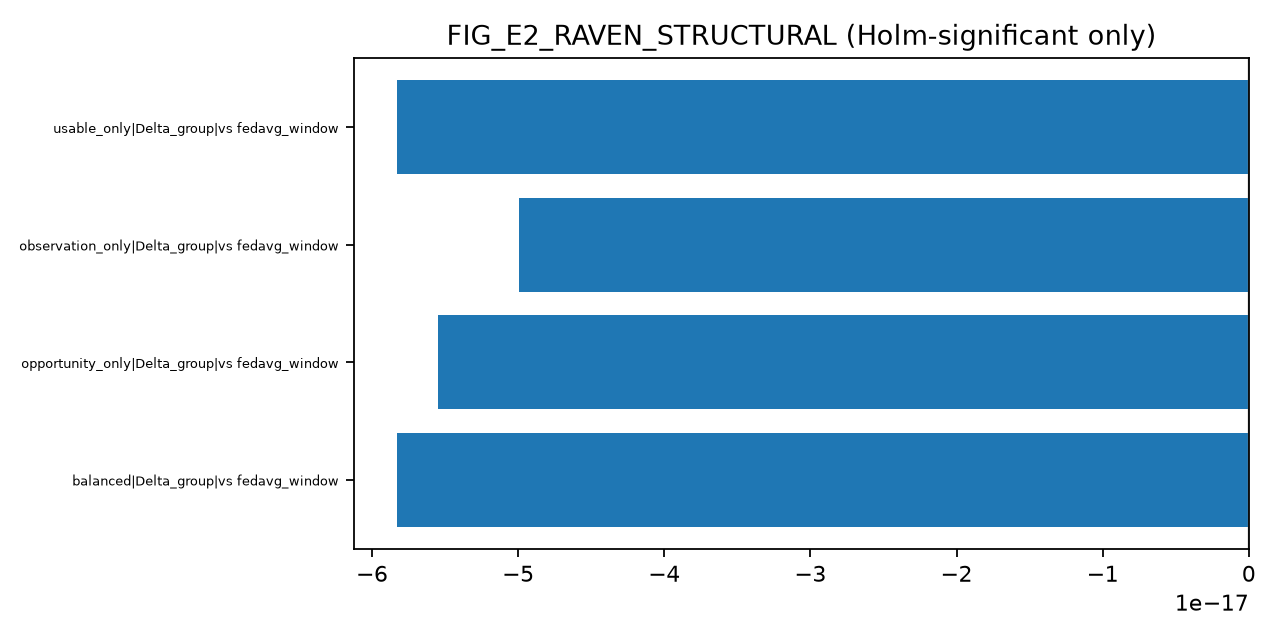 FIG_E2_RAVEN_STRUCTURAL (Holm-significant only)
usable_only|Delta_group|vs fedavg_window
observation_only|Delta_group|vs fedavg_window
opportunity_only|Delta_group|vs fedavg_window
balanced|Delta_group|vs fedavg_window
−6 −5 −4 −3 −2 −1 0
1e−17